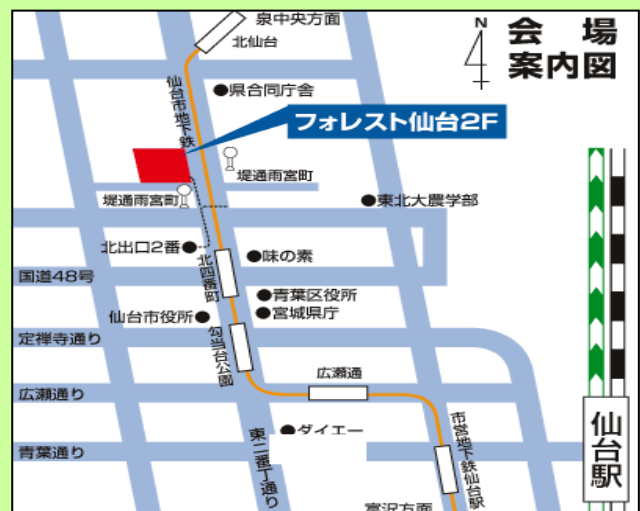 泉中央方面
北仙台
N
会場
案内図
仙台市地下鉄
県合同庁舎
フォレスト仙台2F
堤通雨宮町
堤通雨宮町
東北大農学部
北出口2番
味の素
国道48号
北四番町
青葉区役所
仙台市役所
宮城県庁
定禅寺通り
勾当台公園
広瀬通
広瀬通り
ダイエー
青葉通り
東二番丁通り
市営地下鉄仙台駅
仙台駅
富沢方面